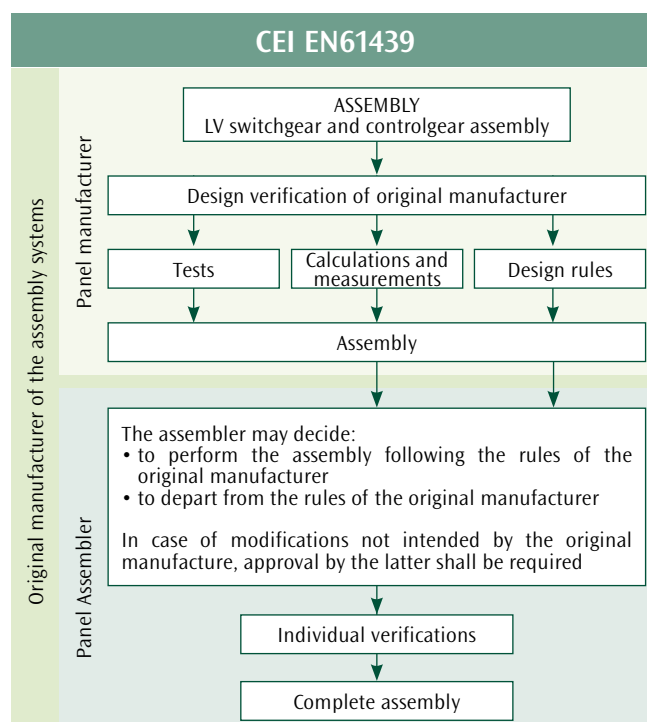 CEI EN61439
Original manufacturer of the assembly systems
Panel manufacturer
ASSEMBLY
LV switchgear and controlgear assembly
Design verification of original manufacturer
Tests
Calculations and
measurements
Design rules
Assembly
Panel Assembler
The assembler may decide:
• to perform the assembly following the rules of the
original manufacturer
• to depart from the rules of the original manufacturer
In case of modifications not intended by the original
manufacture, approval by the latter shall be required
Individual verifications
Complete assembly